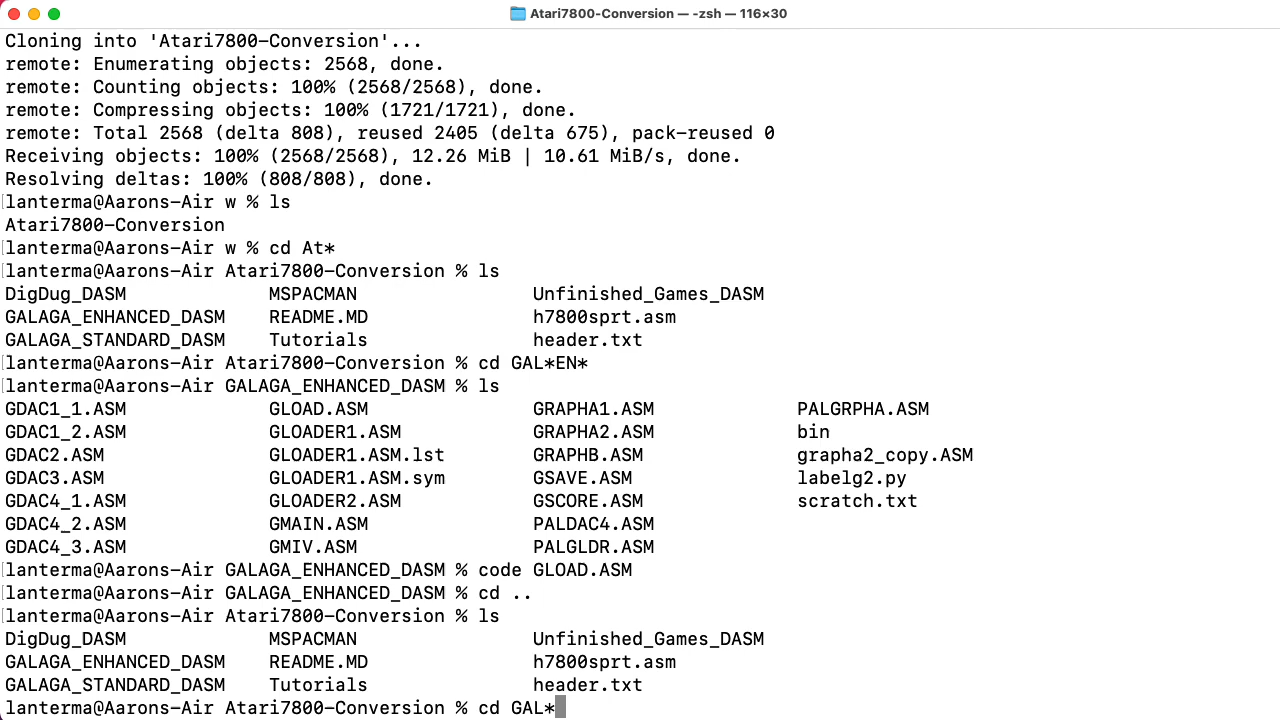 Atari7800-Conversion — -zsh — 116×30
Cloning into 'Atari7800-Conversion'...
remote: Enumerating objects: 2568, done.
remote: Counting objects: 100% (2568/2568), done.
remote: Compressing objects: 100% (1721/1721), done.
remote: Total 2568 (delta 808), reused 2405 (delta 675), pack-reused 0
Receiving objects: 100% (2568/2568), 12.26 MiB | 10.61 MiB/s, done.
Resolving deltas: 100% (808/808), done.
[lanterma@Aarons-Air w % ls
Atari7800-Conversion
[lanterma@Aarons-Air w % cd At*
[lanterma@Aarons-Air Atari7800-Conversion % ls
DigDug_DASM MSPACMAN Unfinished_Games_DASM
GALAGA_ENHANCED_DASM README.MD h7800sprt.asm
GALAGA_STANDARD_DASM Tutorials header.txt
[lanterma@Aarons-Air Atari7800-Conversion % cd GAL*EN*
[lanterma@Aarons-Air GALAGA_ENHANCED_DASM % ls
GDAC1_1.ASM GLOAD.ASM GRAPHA1.ASM PALGRPHA.ASM
GDAC1_2.ASM GLOADER1.ASM GRAPHA2.ASM bin
GDAC2.ASM GLOADER1.ASM.lst GRAPHB.ASM grapha2_copy.ASM
GDAC3.ASM GLOADER1.ASM.sym GSAVE.ASM labelg2.py
GDAC4_1.ASM GLOADER2.ASM GSCORE.ASM scratch.txt
GDAC4_2.ASM GMAIN.ASM PALDAC4.ASM
GDAC4_3.ASM GMIV.ASM PALGLDR.ASM
[lanterma@Aarons-Air GALAGA_ENHANCED_DASM % code GLOAD.ASM
[lanterma@Aarons-Air GALAGA_ENHANCED_DASM % cd ..
[lanterma@Aarons-Air Atari7800-Conversion % ls
DigDug_DASM MSPACMAN Unfinished_Games_DASM
GALAGA_ENHANCED_DASM README.MD h7800sprt.asm
GALAGA_STANDARD_DASM Tutorials header.txt
lanterma@Aarons-Air Atari7800-Conversion % cd GAL*